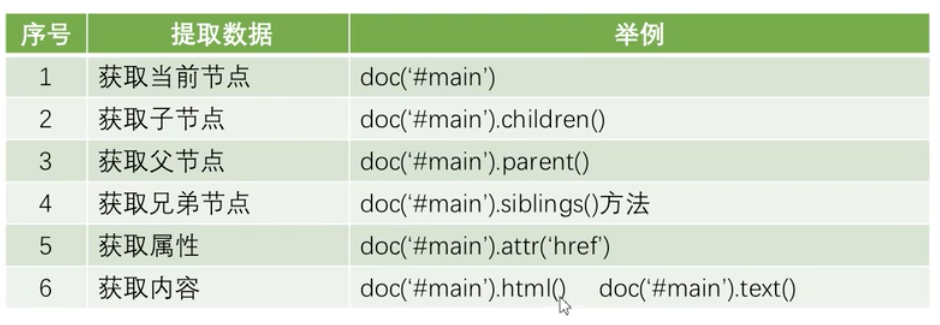 序号 提取数据 举例
1 获取当前节点 doc(‘#main’)
2 获取子节点 doc(‘#main’).children()
3 获取父节点 doc(‘#main’).parent()
4 获取兄弟节点 doc(‘#main’).siblings()方法
5 获取属性 doc(‘#main’).attr(‘href’)
6 获取内容 doc(‘#main’).html() doc(‘#main’).text()